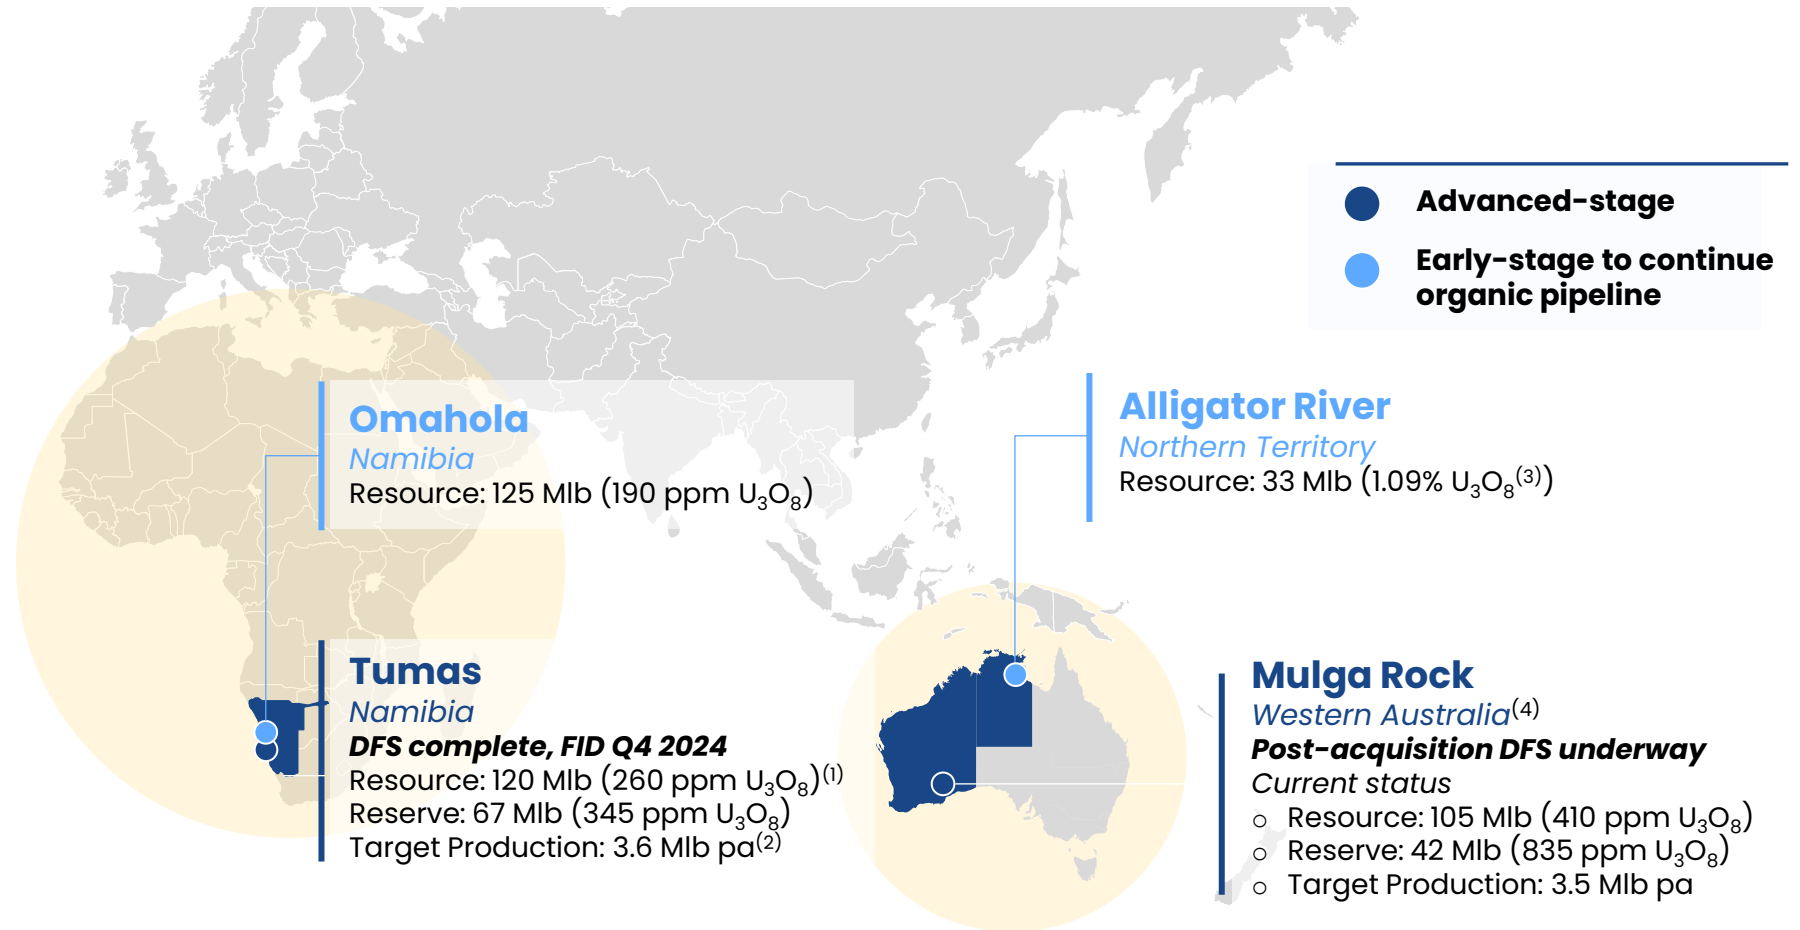 Advanced-stage
Early-stage to continue
organic pipeline
Omahola
Namibia
Resource: 125 Mlb (190 ppm U₃O₈)
Alligator River
Northern Territory
Resource: 33 Mlb (1.09% U₃O₈⁽³⁾)
Tumas
Namibia
DFS complete, FID Q4 2024
Resource: 120 Mlb (260 ppm U₃O₈)⁽¹⁾
Reserve: 67 Mlb (345 ppm U₃O₈)
Target Production: 3.6 Mlb pa⁽²⁾
Mulga Rock
Western Australia⁽⁴⁾
Post-acquisition DFS underway
Current status
○ Resource: 105 Mlb (410 ppm U₃O₈)
○ Reserve: 42 Mlb (835 ppm U₃O₈)
○ Target Production: 3.5 Mlb pa